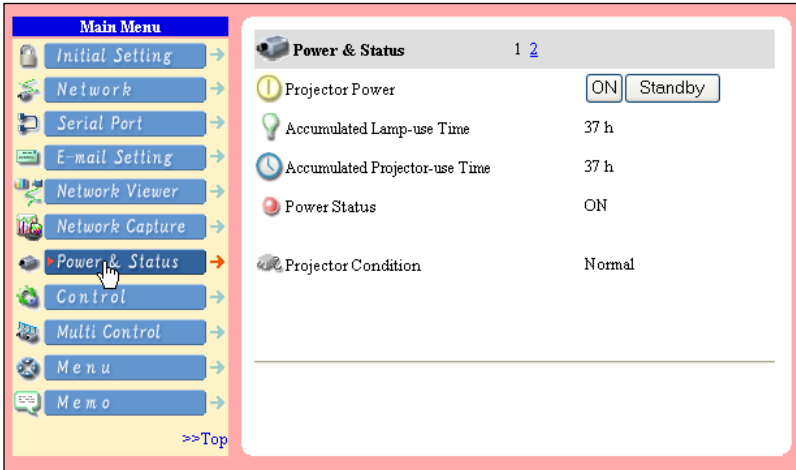 Main Menu
Initial Setting
Network
Serial Port
E-mail Setting
Network Viewer
Network Capture
Power & Status
Control
Multi Control
Menu
Memo
>>Top
Power & Status 1 2
Projector Power ON Standby
Accumulated Lamp-use Time 37 h
Accumulated Projector-use Time 37 h
Power Status ON
Projector Condition Normal